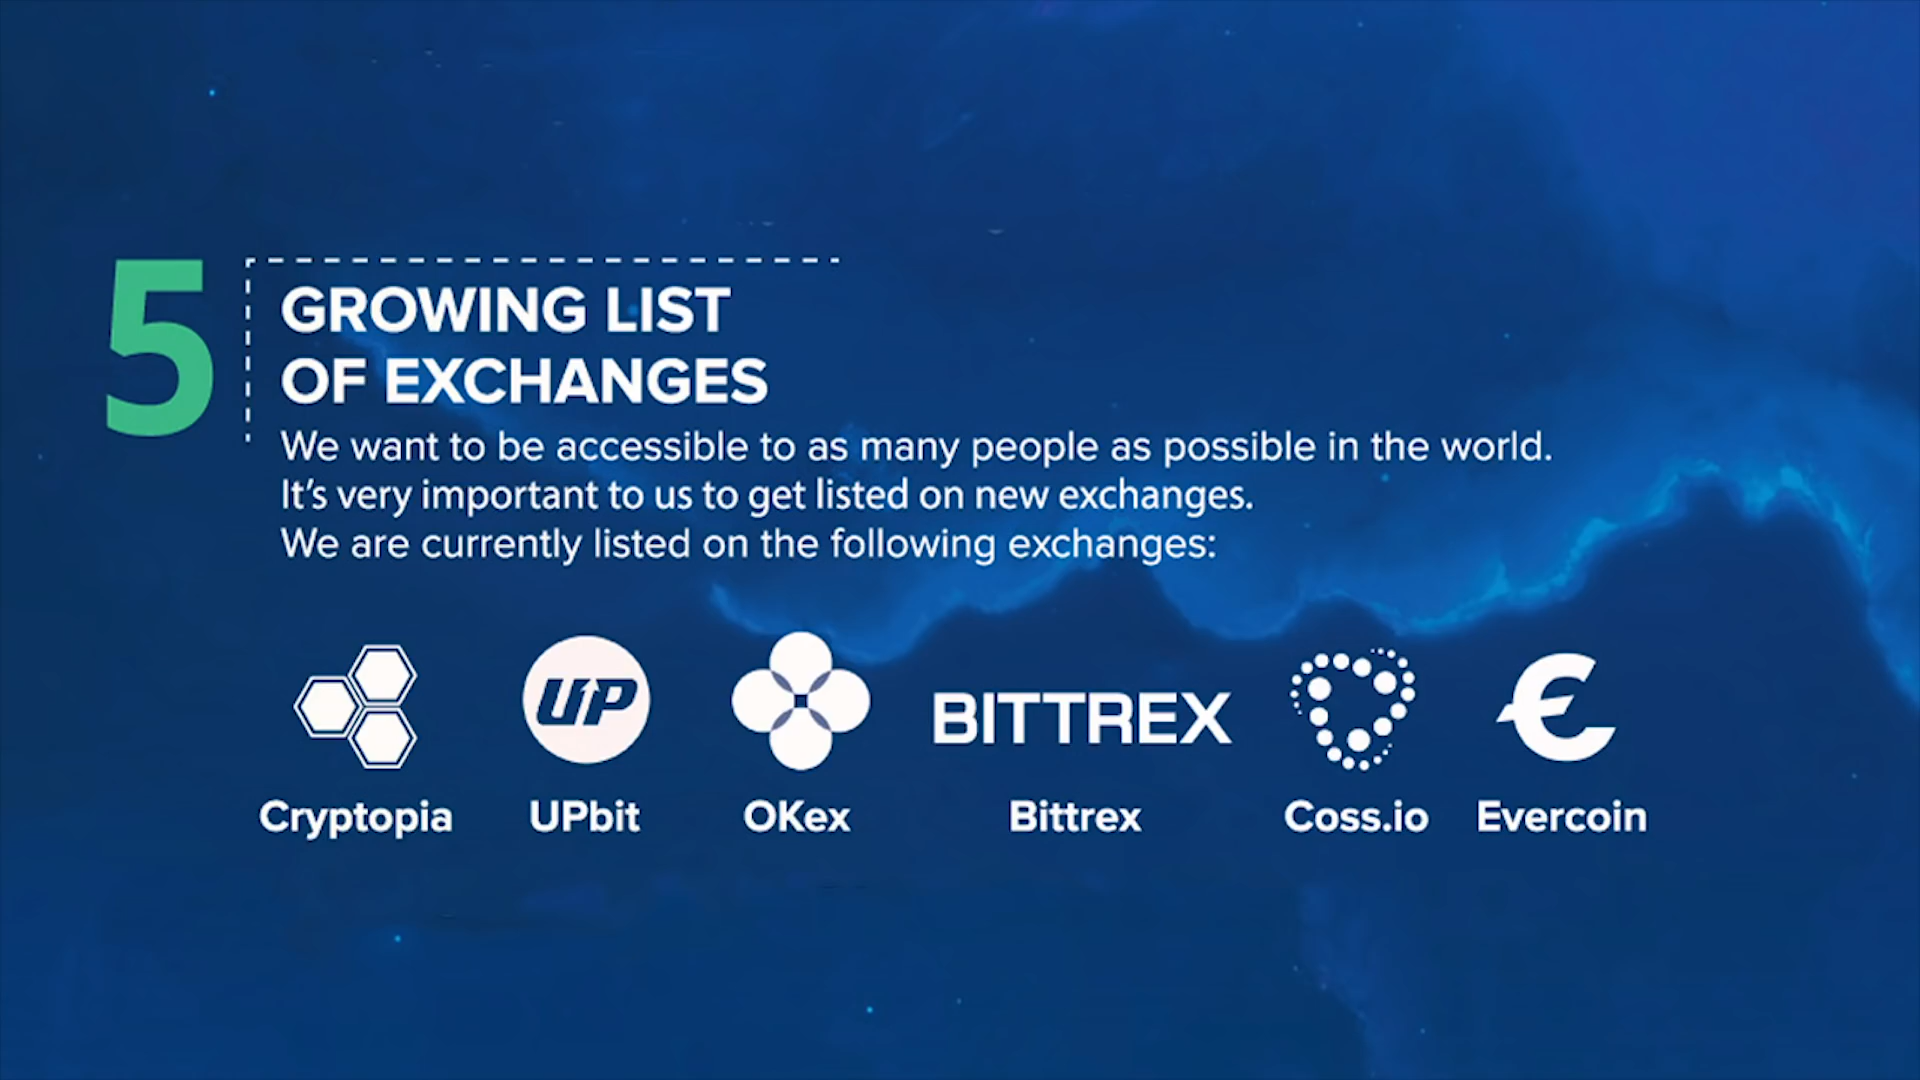 5
GROWING LIST
OF EXCHANGES
We want to be accessible to as many people as possible in the world.
It's very important to us to get listed on new exchanges.
We are currently listed on the following exchanges:
UP
BITTREX
Cryptopia
UPbit
OKex
Bittrex
Coss.io
Evercoin